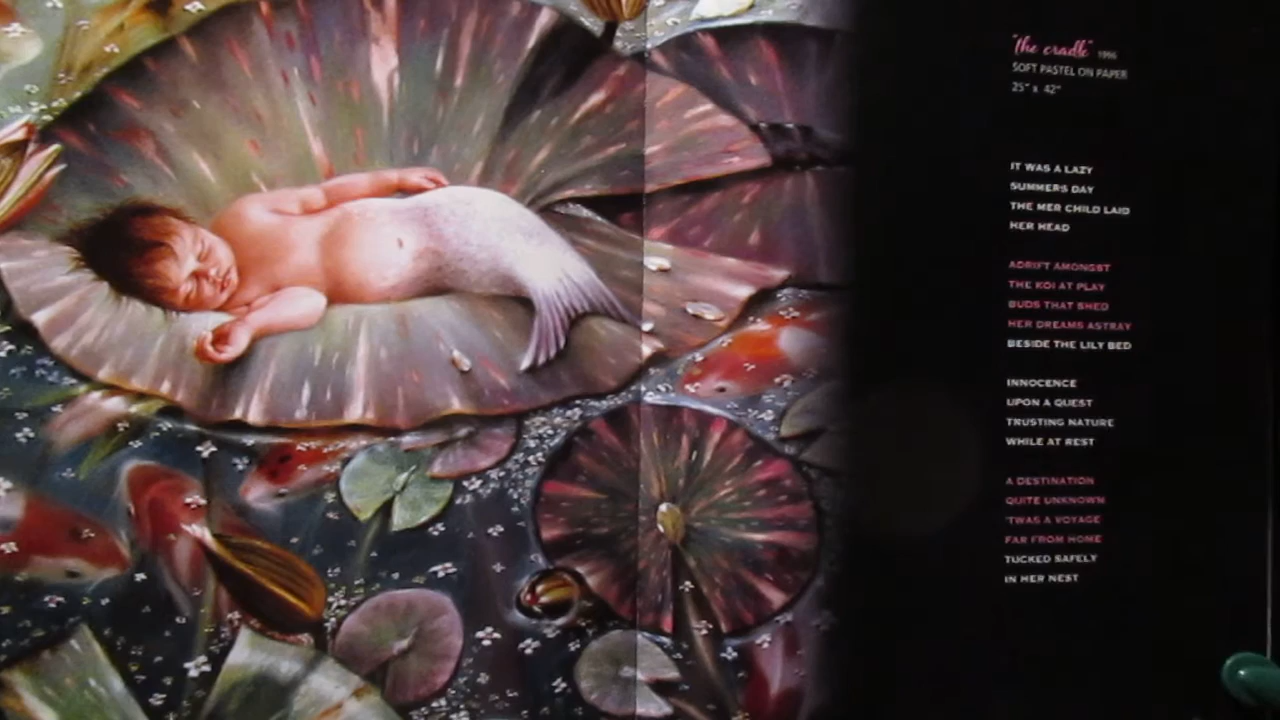 "the cradle" 1996
SOFT PASTEL ON PAPER
25" x 42"
IT WAS A LAZY
SUMMERS DAY
THE MER CHILD LAID
HER HEAD
ADRIFT AMONGST
THE KOI AT PLAY
BUDS THAT SHED
HER DREAMS ASTRAY
BESIDE THE LILY BED
INNOCENCE
UPON A QUEST
TRUSTING NATURE
WHILE AT REST
A DESTINATION
QUITE UNKNOWN
'TWAS A VOYAGE
FAR FROM HOME
TUCKED SAFELY
IN HER NEST